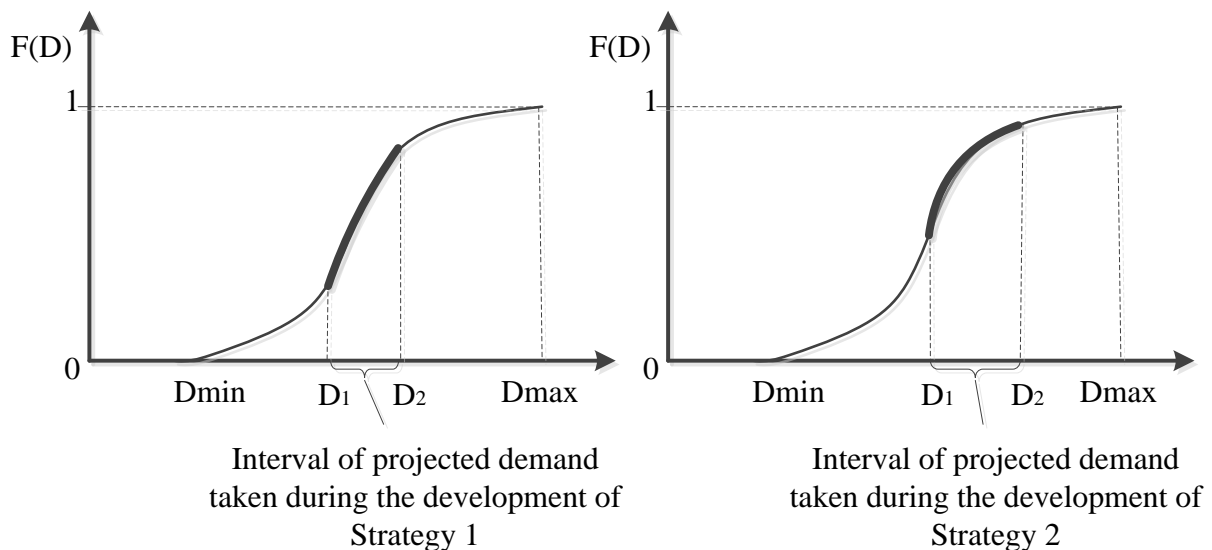 F(D)
1
0
Dmin
D1
D2
Dmax
Interval of projected demand
taken during the development of
Strategy 1
F(D)
1
0
Dmin
D1
D2
Dmax
Interval of projected demand
taken during the development of
Strategy 2